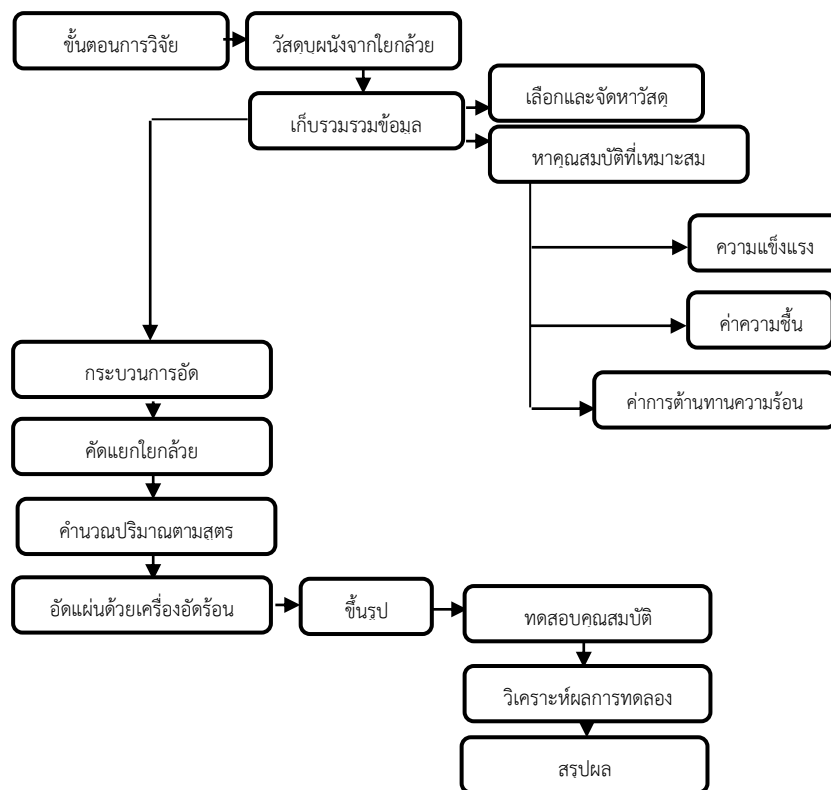 ขั้นตอนการวิจัย
วัสดุบุผนังจากใยกล้วย
เลือกและจัดหาวัสดุ
เก็บรวมรวมข้อมูล
หาคุณสมบัติที่เหมาะสม
ความแข็งแรง
ค่าความชื้น
กระบวนการอัด
ค่าการต้านทานความร้อน
คัดแยกใยกล้วย
คำนวณปริมาณตามสูตร
อัดแผ่นด้วยเครื่องอัดร้อน
ขึ้นรูป
ทดสอบคุณสมบัติ
วิเคราะห์ผลการทดลอง
สรุปผล